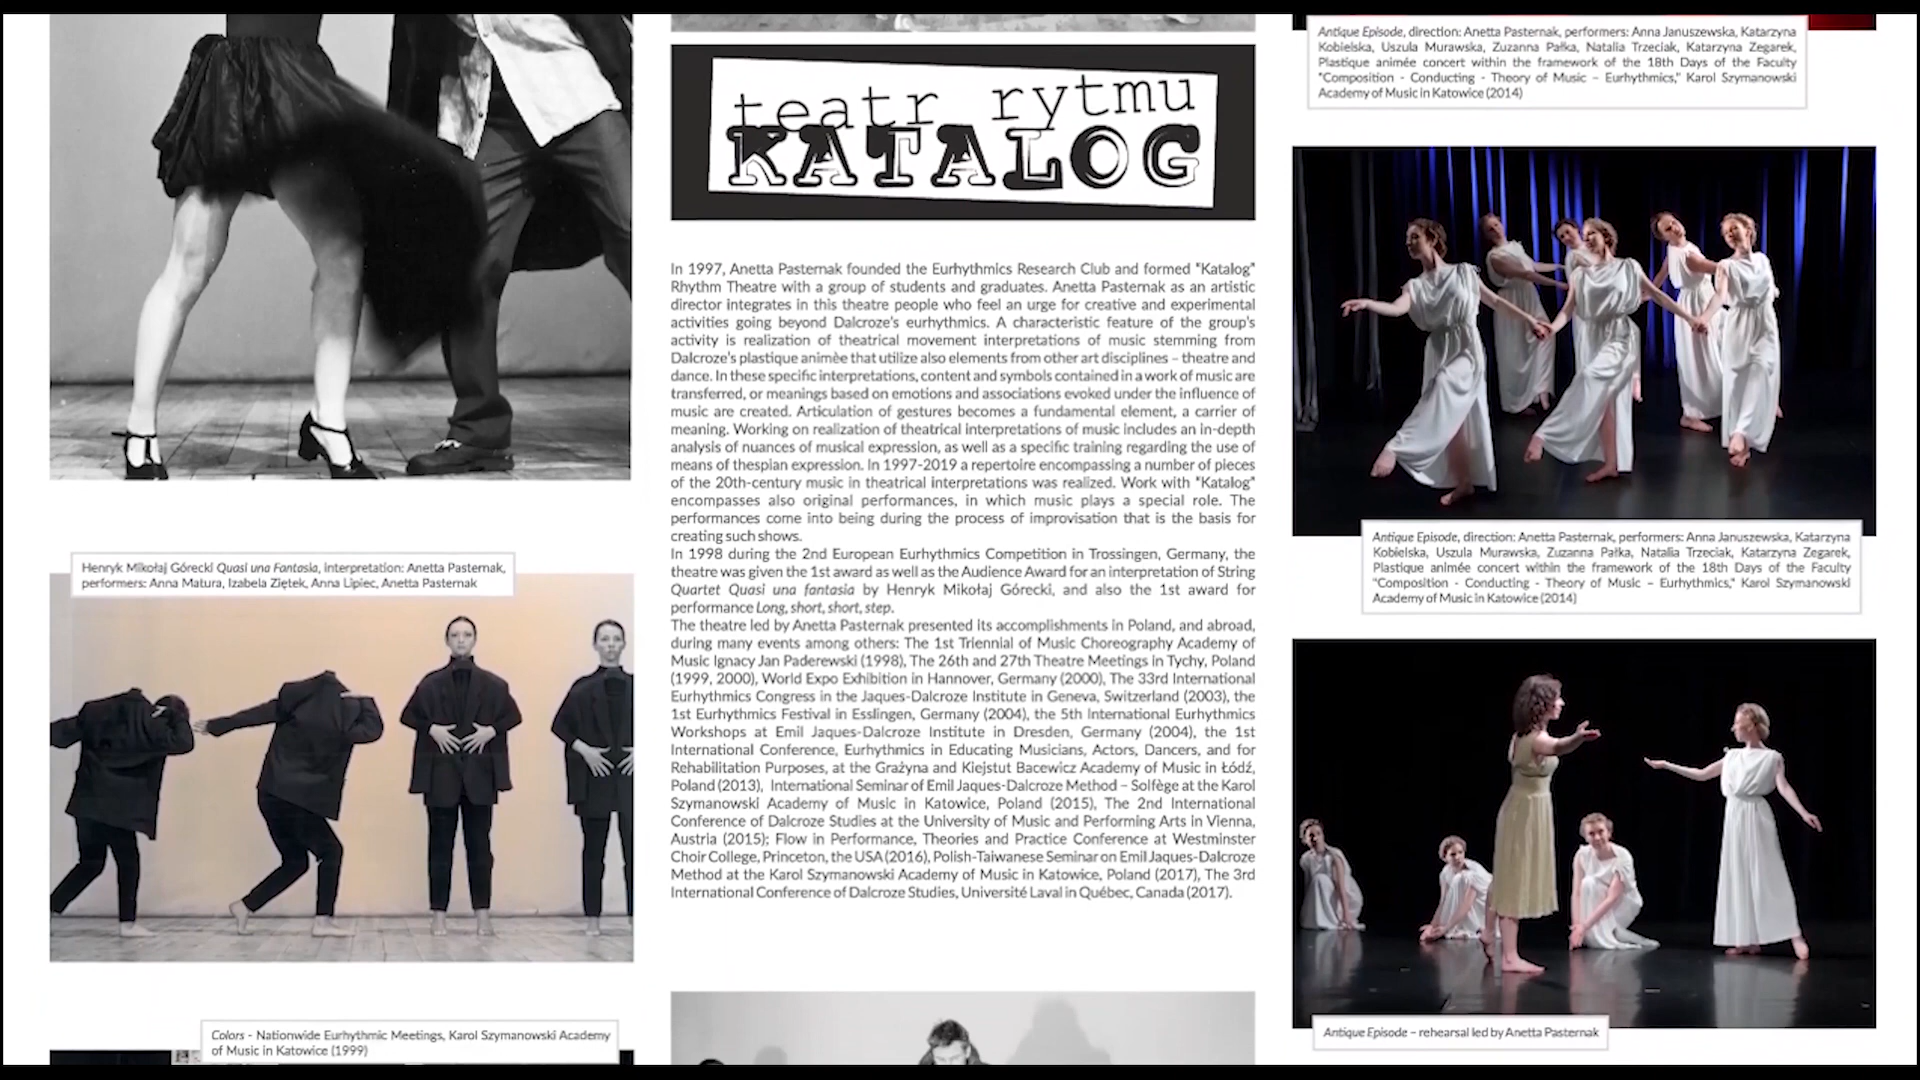 Henryk Mikołaj Górecki Quasi una Fantasia, interpretation: Anetta Pasternak,
performers: Anna Matura, Izabela Ziętek, Anna Lipiec, Anetta Pasternak
Colors - Nationwide Eurhythmic Meetings, Karol Szymanowski Academy
of Music in Katowice (1999)
teatr rytmu
KATALOG
In 1997, Anetta Pasternak founded the Eurhythmics Research Club and formed "Katalog"
Rhythm Theatre with a group of students and graduates. Anetta Pasternak as an artistic
director integrates in this theatre people who feel an urge for creative and experimental
activities going beyond Dalcroze's eurhythmics. A characteristic feature of the group's
activity is realization of theatrical movement interpretations of music stemming from
Dalcroze's plastique animèe that utilize also elements from other art disciplines – theatre and
dance. In these specific interpretations, content and symbols contained in a work of music are
transferred, or meanings based on emotions and associations evoked under the influence of
music are created. Articulation of gestures becomes a fundamental element, a carrier of
meaning. Working on realization of theatrical interpretations of music includes an in-depth
analysis of nuances of musical expression, as well as a specific training regarding the use of
means of thespian expression. In 1997-2019 a repertoire encompassing a number of pieces
of the 20th-century music in theatrical interpretations was realized. Work with "Katalog"
encompasses also original performances, in which music plays a special role. The
performances come into being during the process of improvisation that is the basis for
creating such shows.
In 1998 during the 2nd European Eurhythmics Competition in Trossingen, Germany, the
theatre was given the 1st award as well as the Audience Award for an interpretation of String
Quartet Quasi una fantasia by Henryk Mikołaj Górecki, and also the 1st award for
performance Long, short, short, step.
The theatre led by Anetta Pasternak presented its accomplishments in Poland, and abroad,
during many events among others: The 1st Triennial of Music Choreography Academy of
Music Ignacy Jan Paderewski (1998), The 26th and 27th Theatre Meetings in Tychy, Poland
(1999, 2000), World Expo Exhibition in Hannover, Germany (2000), The 33rd International
Eurhythmics Congress in the Jaques-Dalcroze Institute in Geneva, Switzerland (2003), the
1st Eurhythmics Festival in Esslingen, Germany (2004), the 5th International Eurhythmics
Workshops at Emil Jaques-Dalcroze Institute in Dresden, Germany (2004), the 1st
International Conference, Eurhythmics in Educating Musicians, Actors, Dancers, and for
Rehabilitation Purposes, at the Grażyna and Kiejstut Bacewicz Academy of Music in Łódź,
Poland (2013), International Seminar of Emil Jaques-Dalcroze Method – Solfège at the Karol
Szymanowski Academy of Music in Katowice, Poland (2015), The 2nd International
Conference of Dalcroze Studies at the University of Music and Performing Arts in Vienna,
Austria (2015); Flow in Performance, Theories and Practice Conference at Westminster
Choir College, Princeton, the USA (2016), Polish-Taiwanese Seminar on Emil Jaques-Dalcroze
Method at the Karol Szymanowski Academy of Music in Katowice, Poland (2017), The 3rd
International Conference of Dalcroze Studies, Université Laval in Québec, Canada (2017).
Antique Episode, direction: Anetta Pasternak, performers: Anna Januszewska, Katarzyna
Kobielska, Uszula Murawska, Zuzanna Pałka, Natalia Trzeciak, Katarzyna Zegarek,
Plastique animée concert within the framework of the 18th Days of the Faculty
"Composition - Conducting - Theory of Music – Eurhythmics," Karol Szymanowski
Academy of Music in Katowice (2014)
Antique Episode, direction: Anetta Pasternak, performers: Anna Januszewska, Katarzyna
Kobielska, Uszula Murawska, Zuzanna Pałka, Natalia Trzeciak, Katarzyna Zegarek,
Plastique animée concert within the framework of the 18th Days of the Faculty
"Composition - Conducting - Theory of Music – Eurhythmics," Karol Szymanowski
Academy of Music in Katowice (2014)
Antique Episode – rehearsal led by Anetta Pasternak